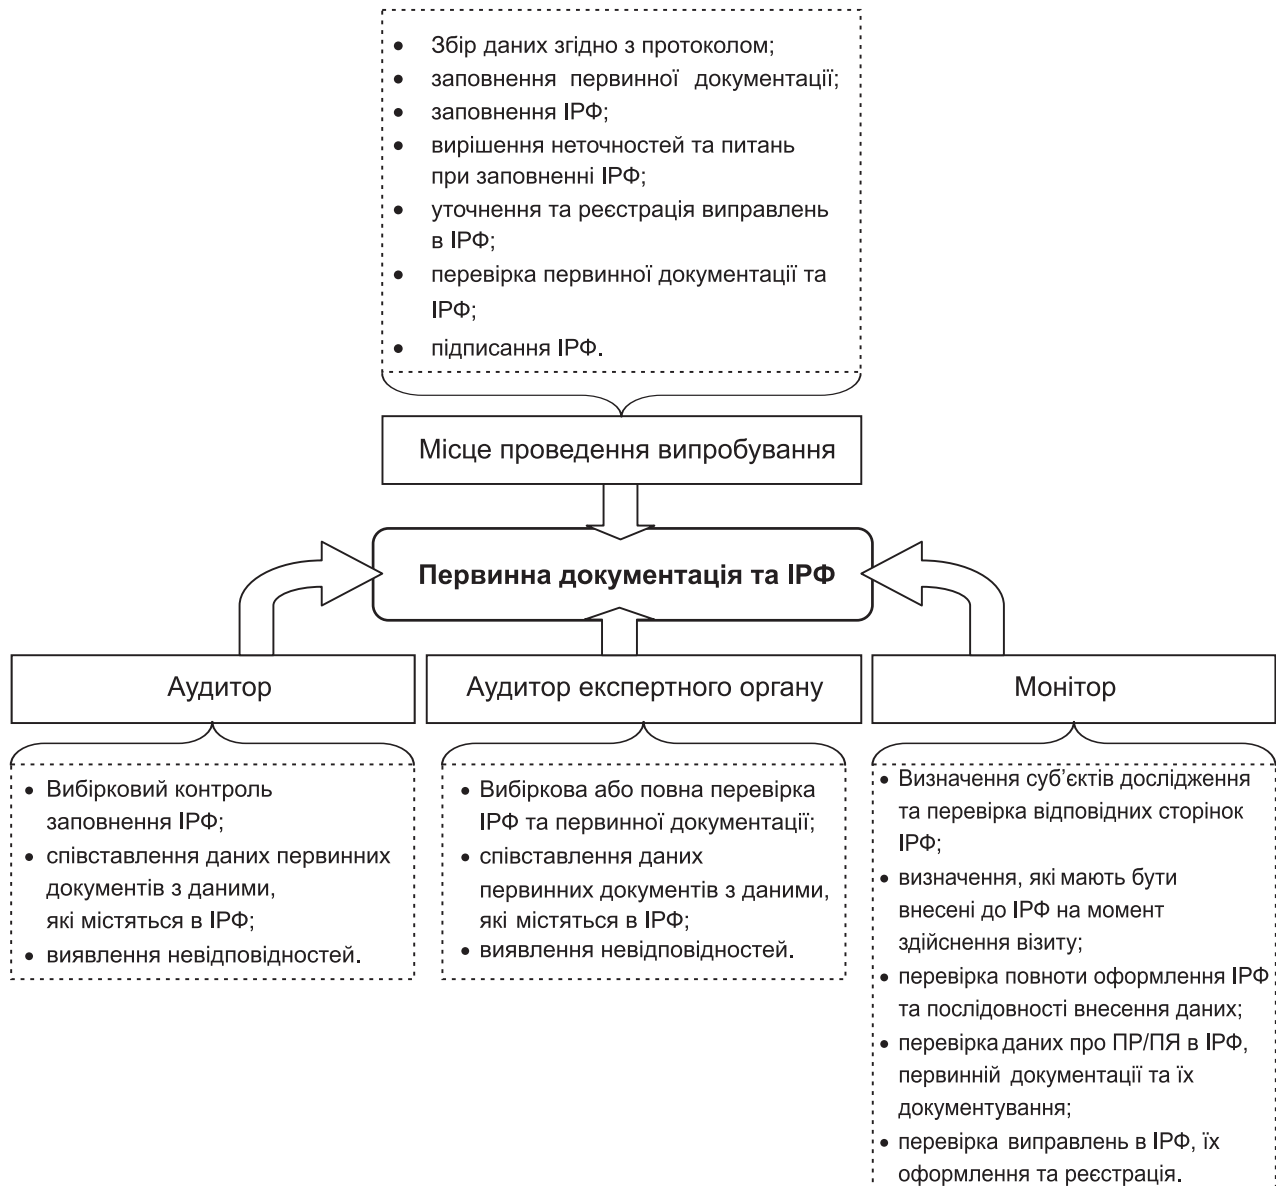 • Збір даних згідно з протоколом;
• заповнення первинної документації;
• заповнення ІРФ;
• вирішення неточностей та питань
при заповненні ІРФ;
• уточнення та реєстрація виправлень
в ІРФ;
• перевірка первинної документації та
ІРФ;
• підписання ІРФ.
Місце проведення випробування
Первинна документація та ІРФ
Аудитор
• Вибірковий контроль
заповнення ІРФ;
• співставлення даних первинних
документів з даними,
які містяться в ІРФ;
• виявлення невідповідностей.
Аудитор експертного органу
• Вибіркова або повна перевірка
ІРФ та первинної документації;
• співставлення даних
первинних документів з даними,
які містяться в ІРФ;
• виявлення невідповідностей.
Монітор
• Визначення суб’єктів дослідження
та перевірка відповідних сторінок
ІРФ;
• визначення, які мають бути
внесені до ІРФ на момент
здійснення візиту;
• перевірка повноти оформлення ІРФ
та послідовності внесення даних;
• перевірка даних про ПР/ПЯ в ІРФ,
первинній документації та їх
документування;
• перевірка виправлень в ІРФ, їх
оформлення та реєстрація.